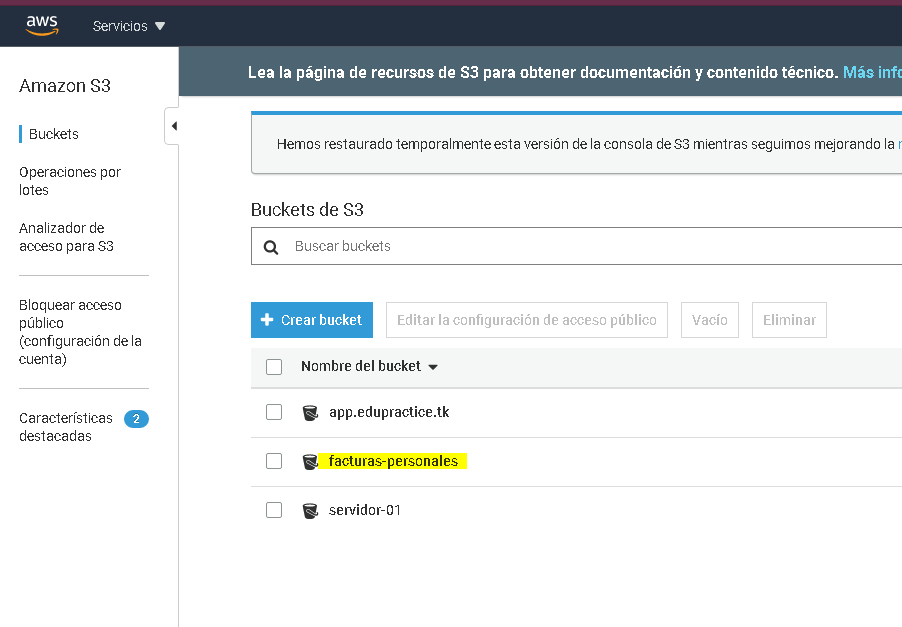 aws
Servicios
Amazon S3
Buckets
Operaciones por
lotes
Analizador de
acceso para S3
Bloquear acceso
público
(configuración de la
cuenta)
Características 2
destacadas
Lea la página de recursos de S3 para obtener documentación y contenido técnico. Más info
Hemos restaurado temporalmente esta versión de la consola de S3 mientras seguimos mejorando la
Buckets de S3
Buscar buckets
+ Crear bucket
Editar la configuración de acceso público
Vacío
Eliminar
Nombre del bucket
app.edupractice.tk
facturas-personales
servidor-01